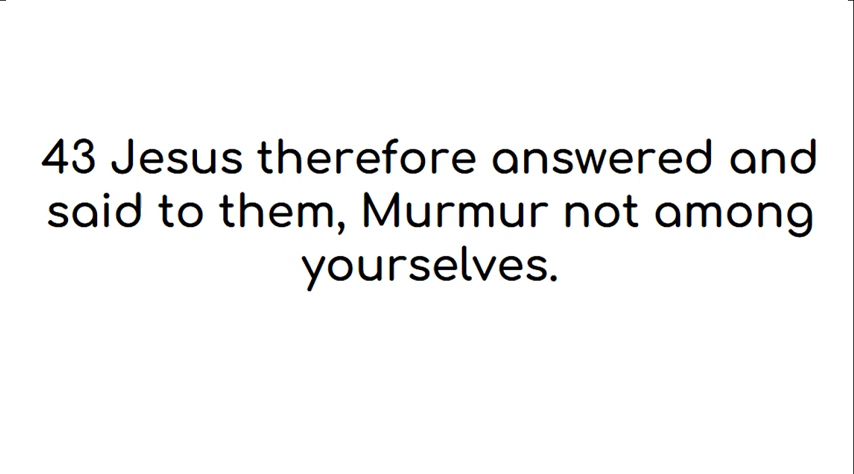 43 Jesus therefore answered and
said to them, Murmur not among
yourselves.